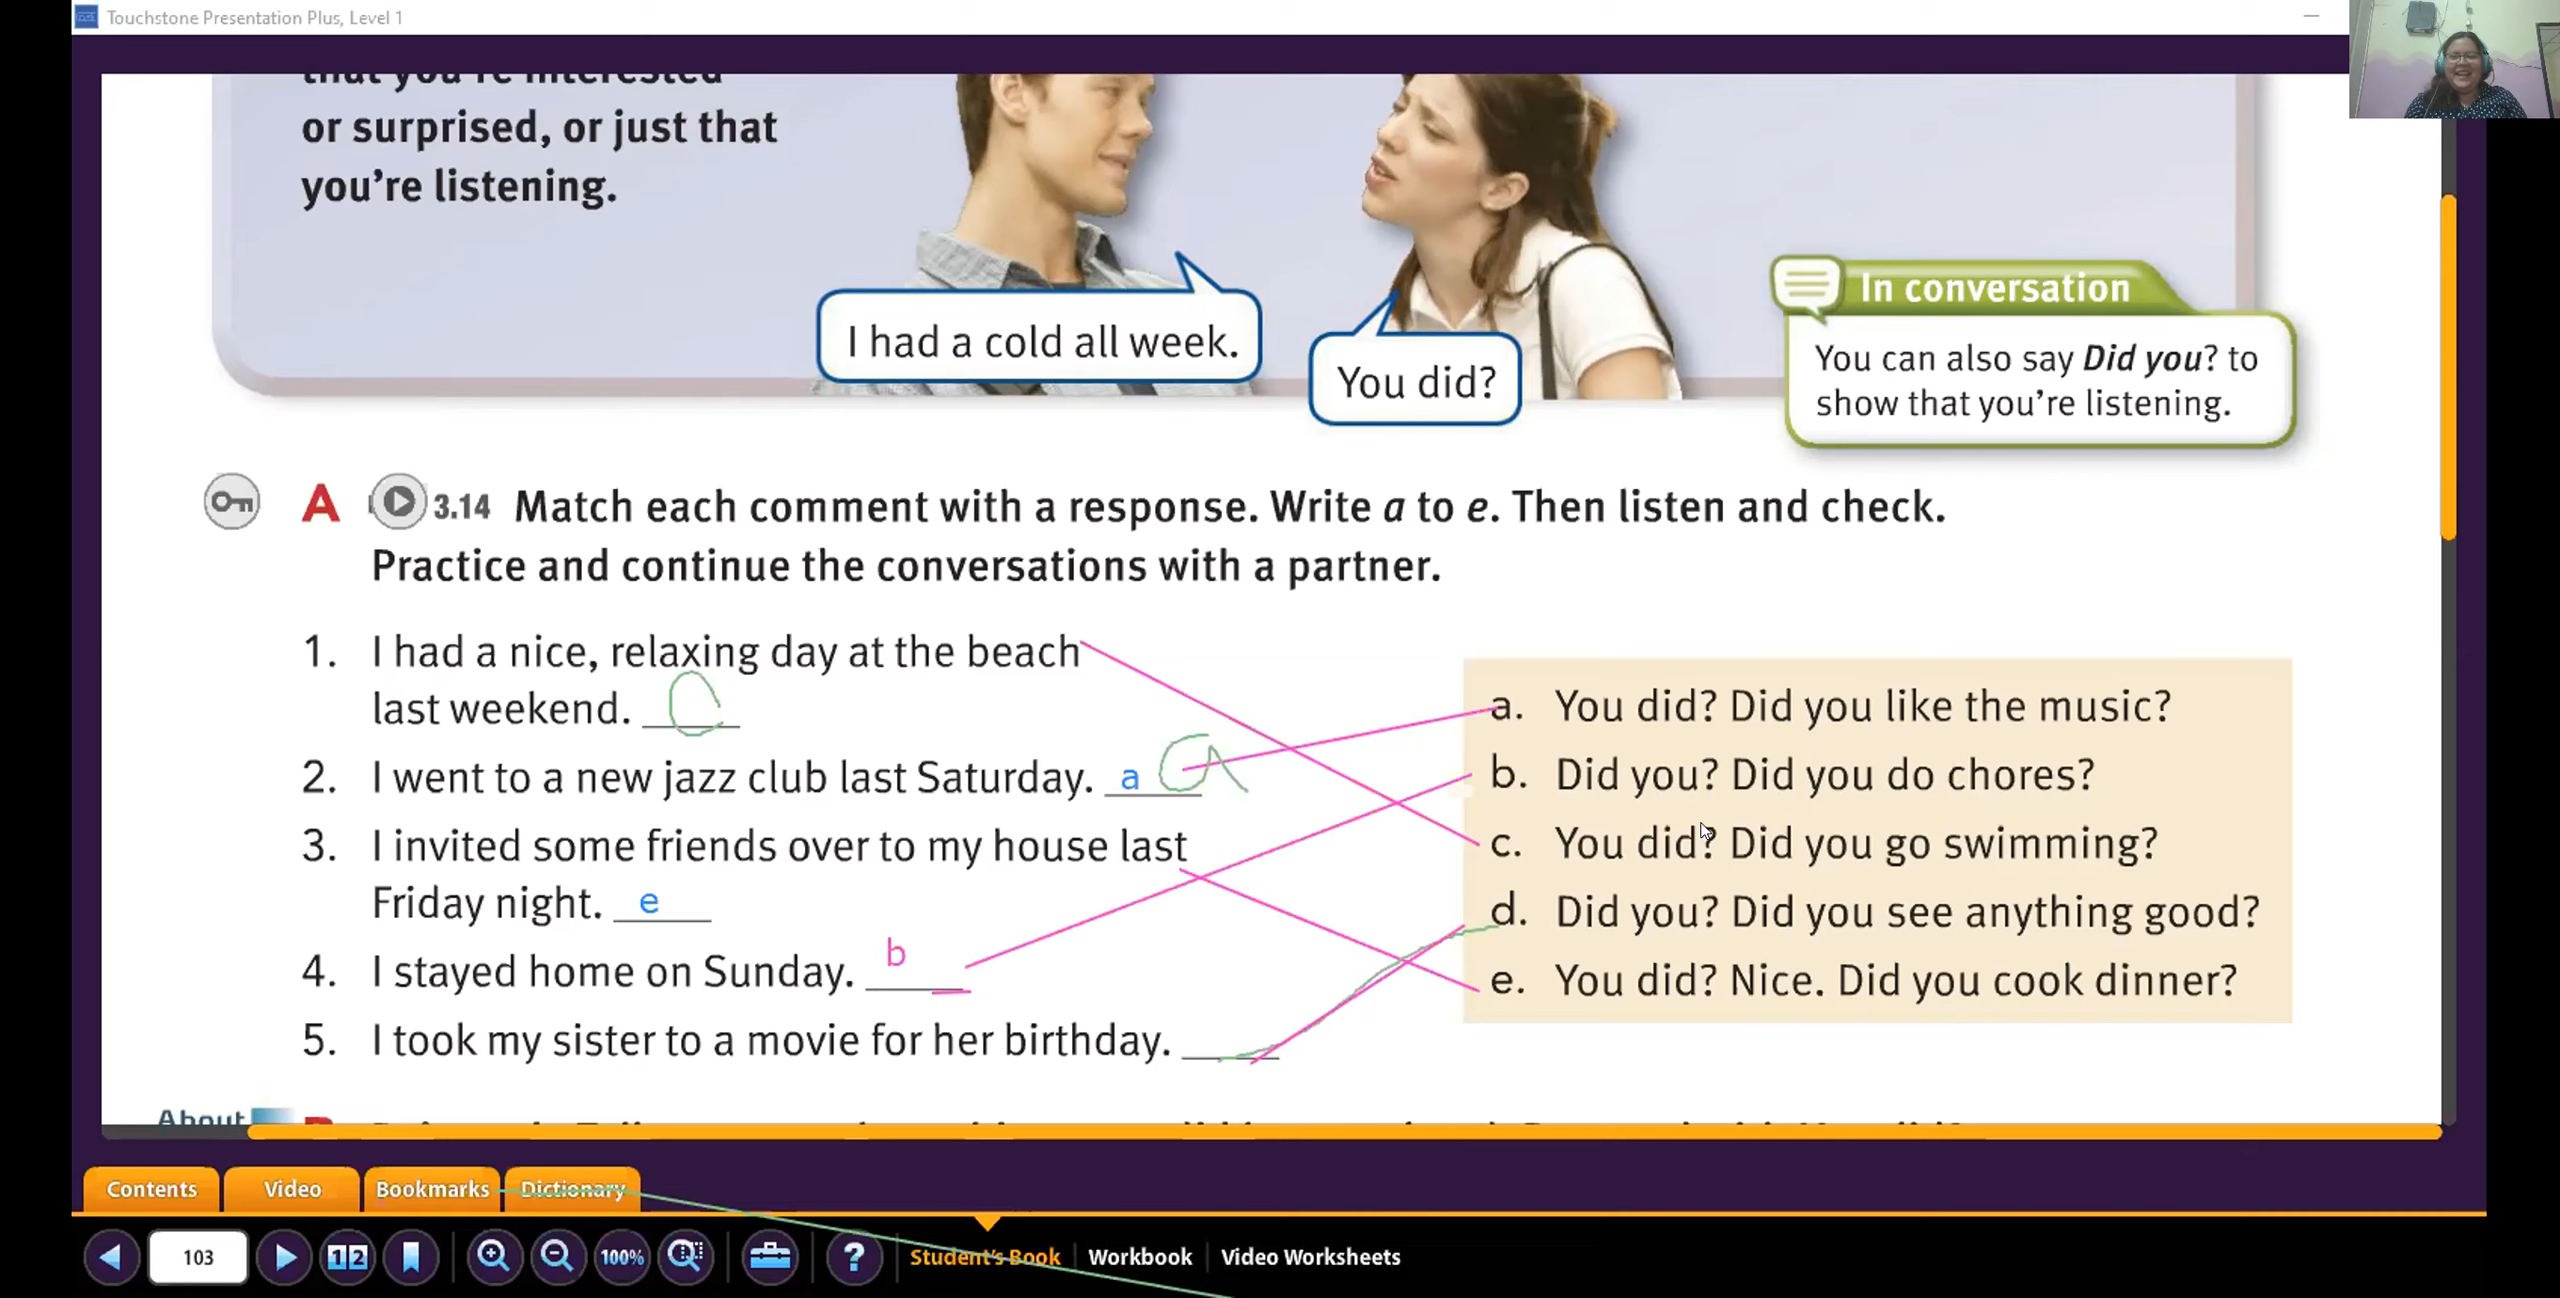 Touchstone Presentation Plus, Level 1
that you're interested
or surprised, or just that
you're listening.
I had a cold all week.
You did?
In conversation
You can also say Did you? to
show that you're listening.
A 3.14 Match each comment with a response. Write a to e. Then listen and check.
Practice and continue the conversations with a partner.
1. I had a nice, relaxing day at the beach
last weekend. C
2. I went to a new jazz club last Saturday. a a
3. I invited some friends over to my house last
Friday night. e
4. I stayed home on Sunday. b
5. I took my sister to a movie for her birthday.
a. You did? Did you like the music?
b. Did you? Did you do chores?
c. You did? Did you go swimming?
d. Did you? Did you see anything good?
e. You did? Nice. Did you cook dinner?
About
Contents Video Bookmarks Dictionary
103 12 100% ? Student's Book Workbook Video Worksheets